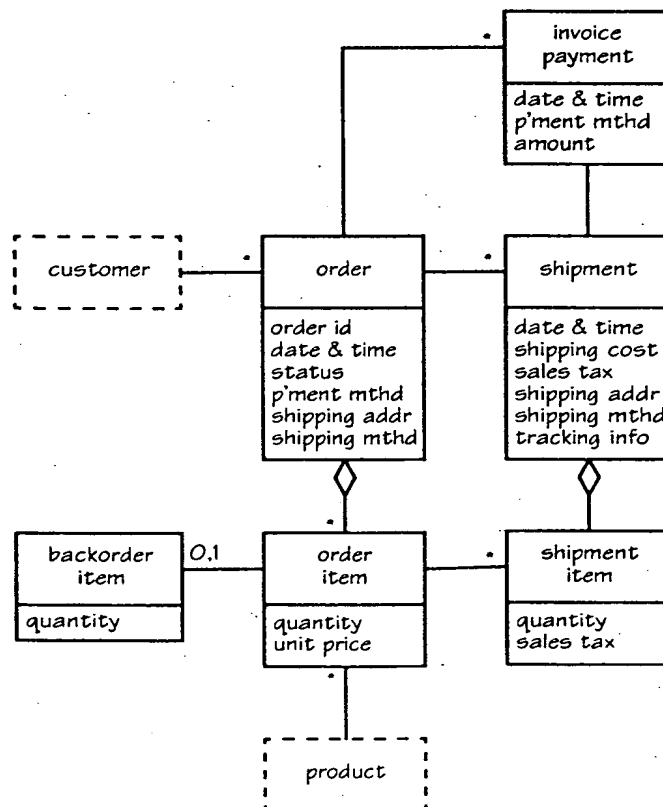 *
invoice
payment
date & time
p'ment mthd
amount
customer
*
order
*
shipment
order id
date & time
status
p'ment mthd
shipping addr
shipping mthd
date & time
shipping cost
sales tax
shipping addr
shipping mthd
tracking info
*
backorder
item
0,1
order
item
*
shipment
item
quantity
quantity
unit price
quantity
sales tax
*
product